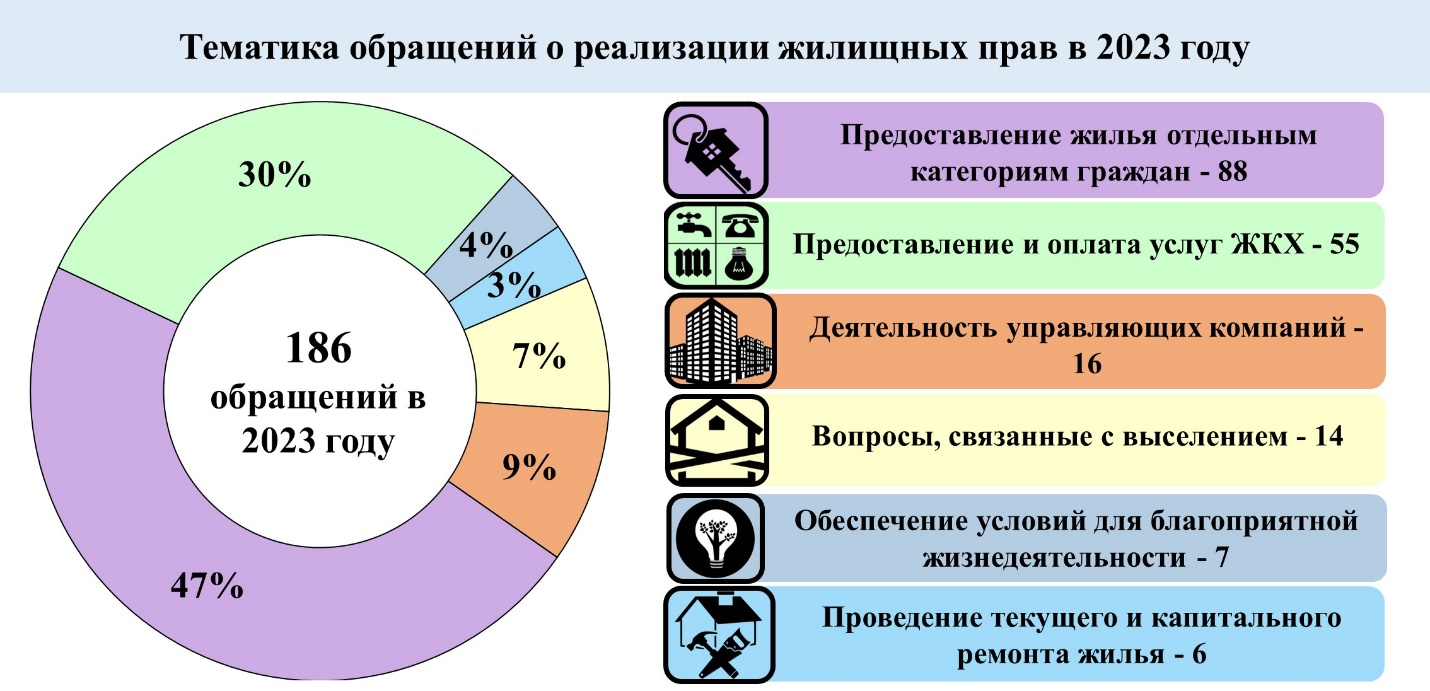 Тематика обращений о реализации жилищных прав в 2023 году
30%
4%
3%
7%
9%
47%
186
обращений в
2023 году
Предоставление жилья отдельным
категориям граждан - 88
Предоставление и оплата услуг ЖКХ - 55
Деятельность управляющих компаний -
16
Вопросы, связанные с выселением - 14
Обеспечение условий для благоприятной
жизнедеятельности - 7
Проведение текущего и капитального
ремонта жилья - 6